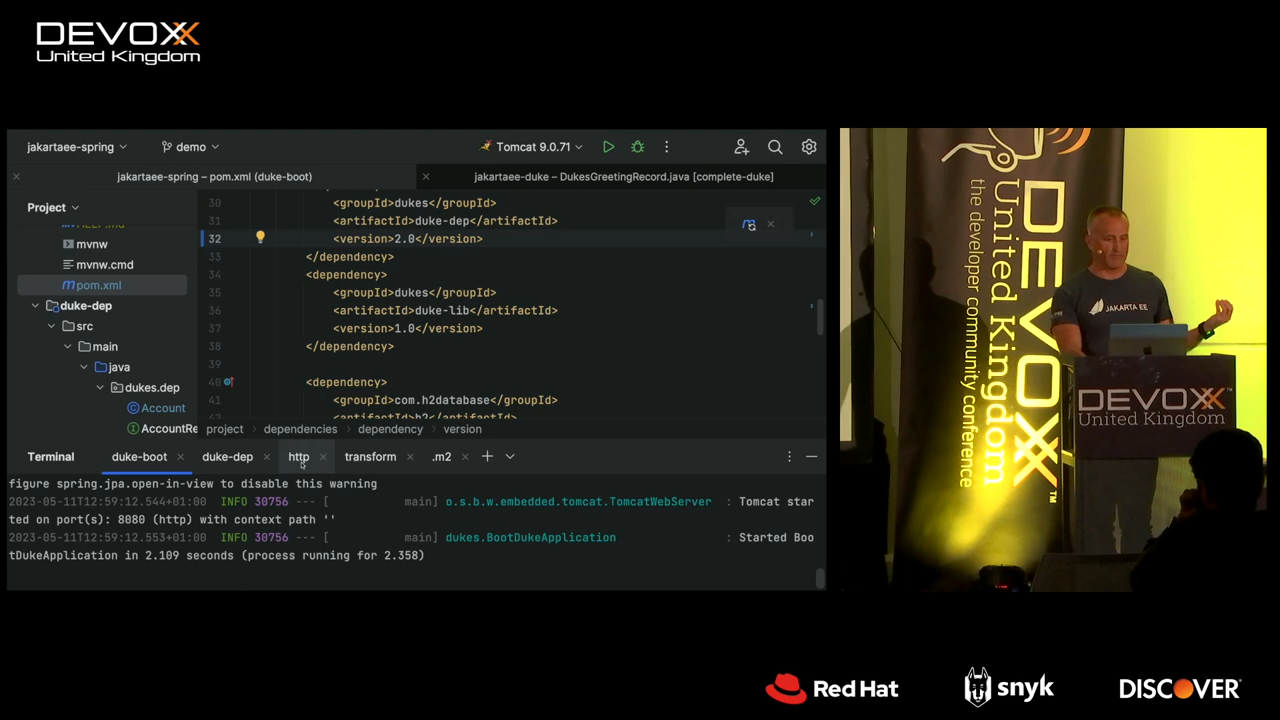 DEVOXX
United Kingdom
jakartaee-spring
demo
Tomcat 9.0.71
jakartaee-spring – pom.xml (duke-boot)
jakartaee-duke – DukesGreetingRecord.java [complete-duke]
Project
mvnw
mvnw.cmd
pom.xml
duke-dep
src
main
java
dukes.dep
Account
AccountRe
30 <groupId>dukes</groupId>
31 <artifactId>duke-dep</artifactId>
32 <version>2.0</version>
33 </dependency>
34 <dependency>
35 <groupId>dukes</groupId>
36 <artifactId>duke-lib</artifactId>
37 <version>1.0</version>
38 </dependency>
39
40 <dependency>
41 <groupId>com.h2database</groupId>
<artifactId>h2</artifactId>
project > dependencies > dependency > version
Terminal duke-boot duke-dep http transform .m2
figure spring.jpa.open-in-view to disable this warning
2023-05-11T12:59:12.544+01:00 INFO 30756 --- [ main] o.s.b.w.embedded.tomcat.TomcatWebServer : Tomcat star
ted on port(s): 8080 (http) with context path ''
2023-05-11T12:59:12.553+01:00 INFO 30756 --- [ main] dukes.BootDukeApplication : Started Boo
tDukeApplication in 2.109 seconds (process running for 2.358)
DEVOXX™
United Kingdom
the developer community conference
JAKARTA EE
DEVOXX™
United Kingdom
Red Hat
snyk
DISCOVER